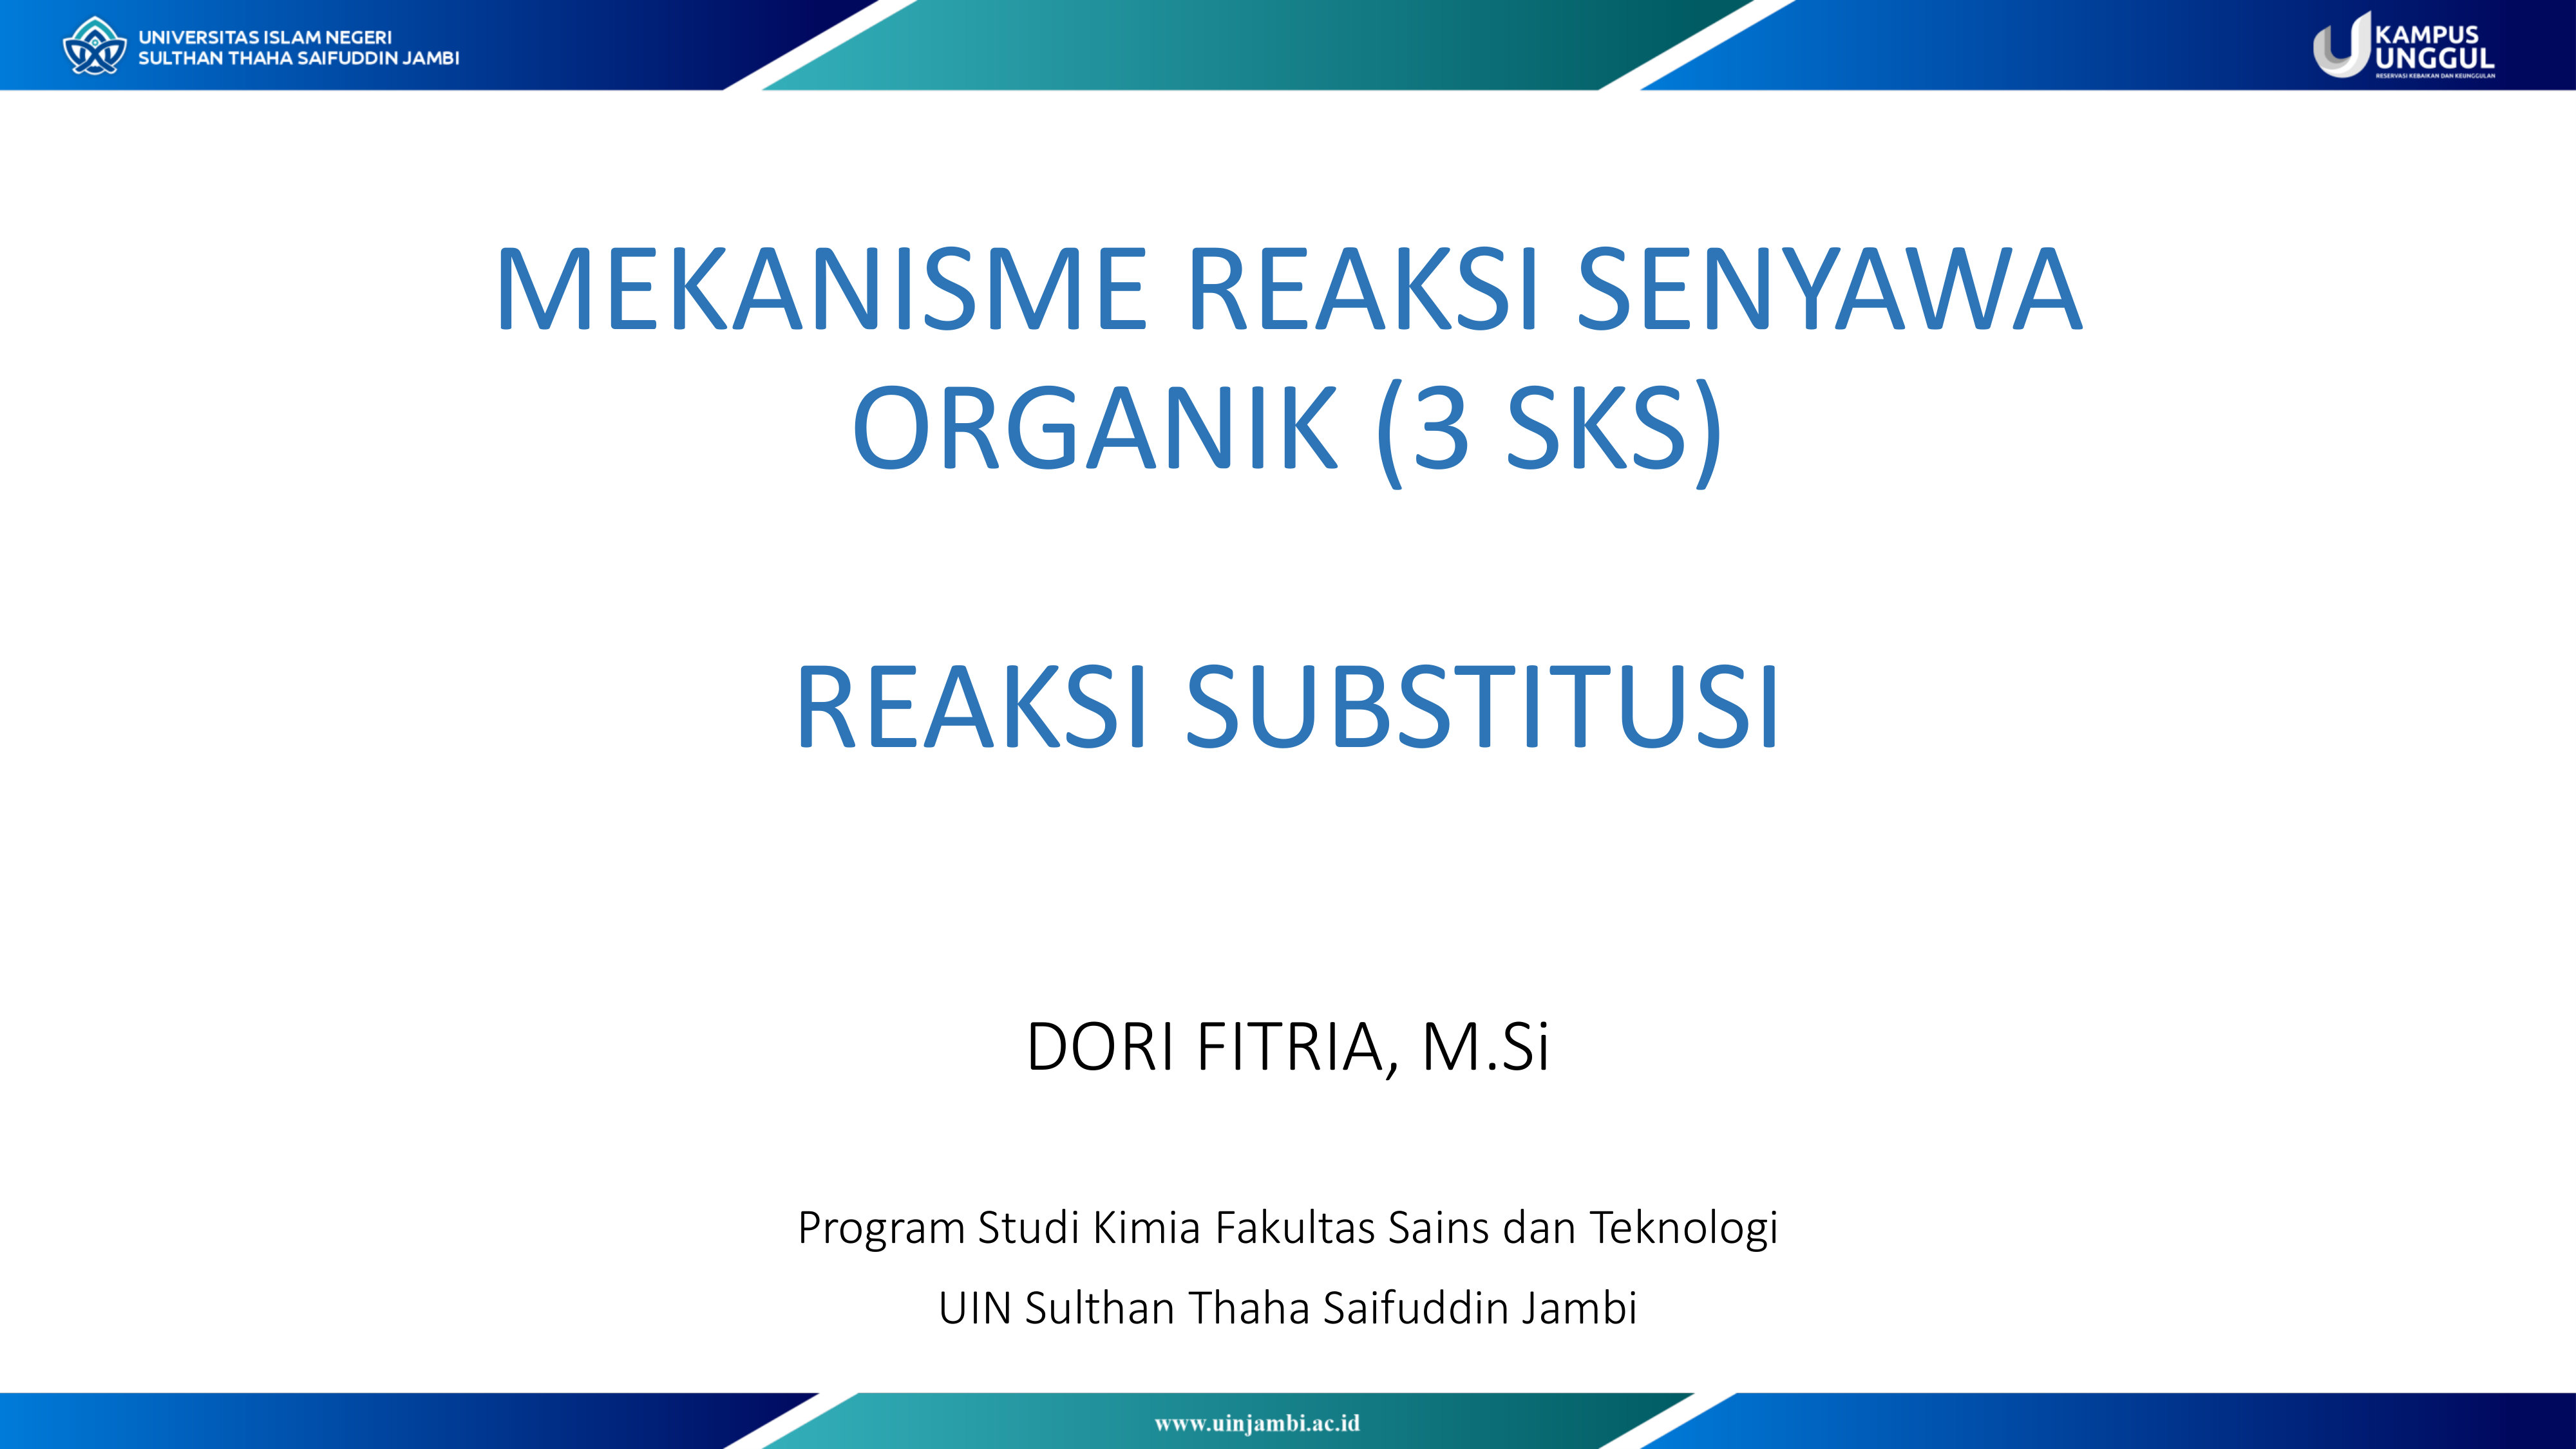 UNIVERSITAS ISLAM NEGERI
SULTHAN THAHA SAIFUDDIN JAMBI
KAMPUS
UNGGUL
RESERVASI KEBAIKAN DAN KEUNGGULAN
MEKANISME REAKSI SENYAWA
ORGANIK (3 SKS)
REAKSI SUBSTITUSI
DORI FITRIA, M.Si
Program Studi Kimia Fakultas Sains dan Teknologi
UIN Sulthan Thaha Saifuddin Jambi
www.uinjambi.ac.id